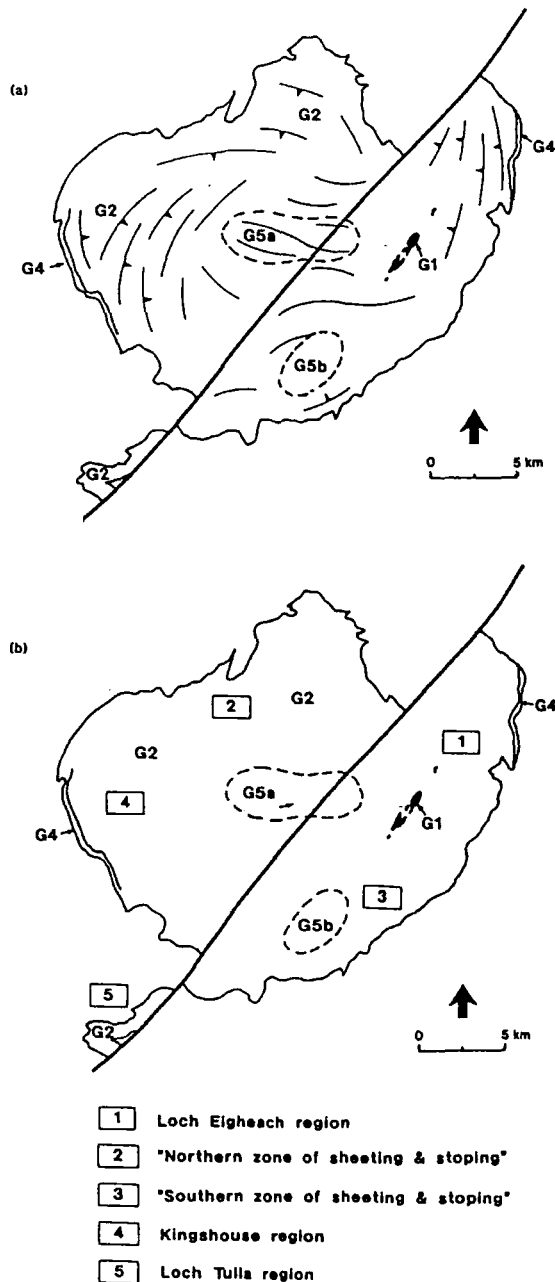 (a)
G2
G4
G2
G5a
G4
G1
G5b
G2
0 5 km
(b)
2
G2
G4
1
G2
4
G5a
G1
G4
3
G5b
5
G2
0 5 km
1 Loch Eigheach region
2 "Northern zone of sheeting & stoping"
3 "Southern zone of sheeting & stoping"
4 Kingshouse region
5 Loch Tulla region